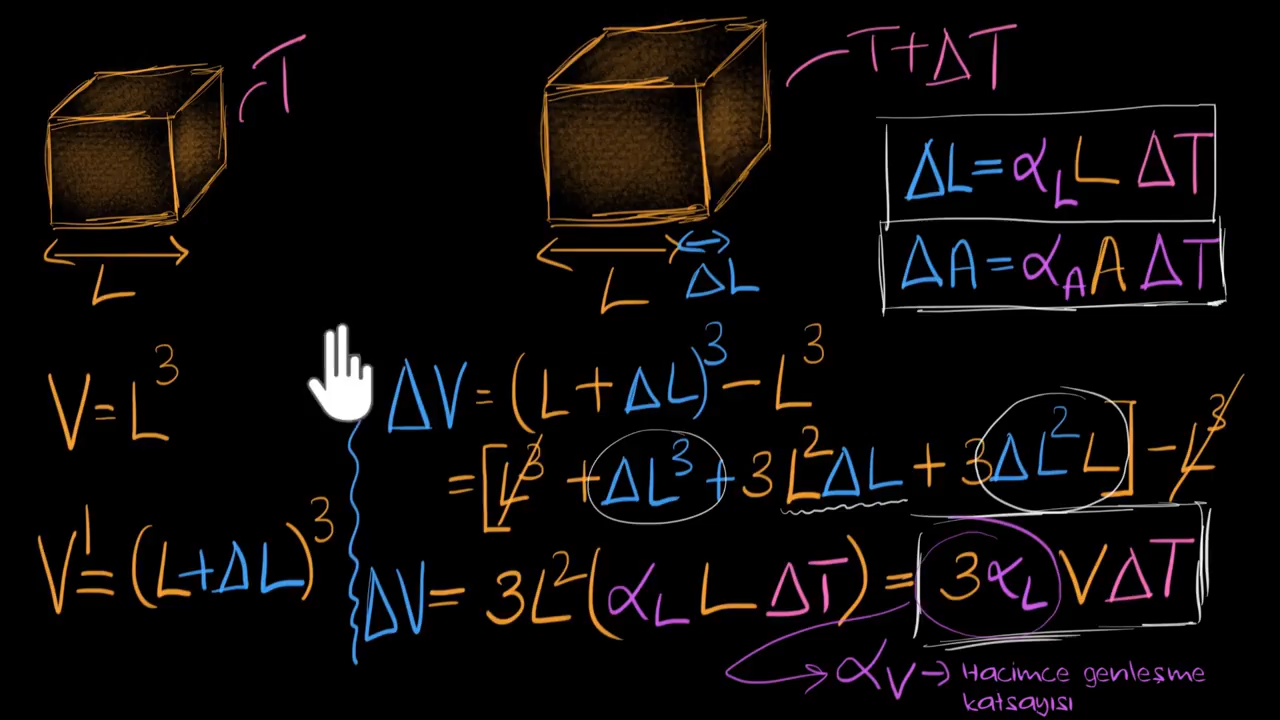 T
T+ΔT
ΔL=α_L L ΔT
ΔA=α_A A ΔT
L
L ΔL
V=L³
V'=(L+ΔL)³
ΔV=(L+ΔL)³-L³
=[L³+ΔL³+3L²ΔL+3ΔL²L]-L³
ΔV=3L²(α_L L ΔT)=3α_L VΔT
α_V→Hacimce genleşme
katsayısı